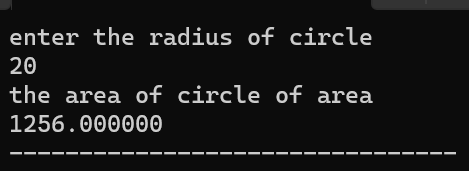 enter the radius of circle
20
the area of circle of area
1256.000000
--------------------------------